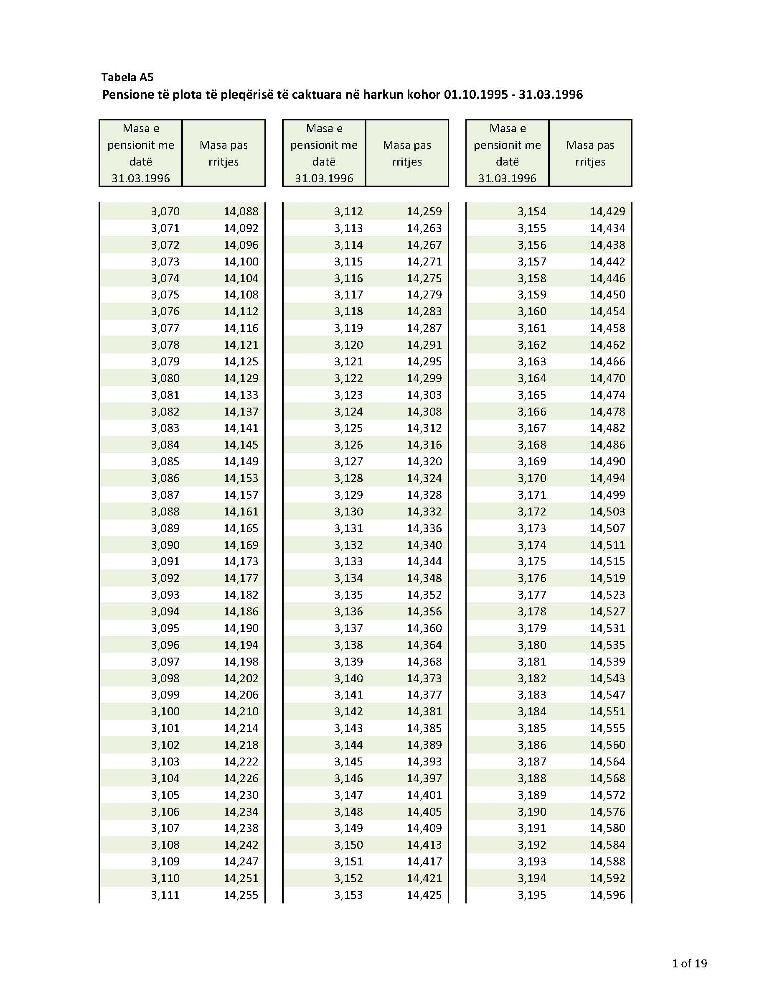 Tabela A5
Pensione të plota të pleqërisë të caktuara në harkun kohor 01.10.1995 - 31.03.1996
Masa e pensionit me datë 31.03.1996 Masa pas rritjes Masa e pensionit me datë 31.03.1996 Masa pas rritjes Masa e pensionit me datë 31.03.1996 Masa pas rritjes
3,070 14,088 3,112 14,259 3,154 14,429
3,071 14,092 3,113 14,263 3,155 14,434
3,072 14,096 3,114 14,267 3,156 14,438
3,073 14,100 3,115 14,271 3,157 14,442
3,074 14,104 3,116 14,275 3,158 14,446
3,075 14,108 3,117 14,279 3,159 14,450
3,076 14,112 3,118 14,283 3,160 14,454
3,077 14,116 3,119 14,287 3,161 14,458
3,078 14,121 3,120 14,291 3,162 14,462
3,079 14,125 3,121 14,295 3,163 14,466
3,080 14,129 3,122 14,299 3,164 14,470
3,081 14,133 3,123 14,303 3,165 14,474
3,082 14,137 3,124 14,308 3,166 14,478
3,083 14,141 3,125 14,312 3,167 14,482
3,084 14,145 3,126 14,316 3,168 14,486
3,085 14,149 3,127 14,320 3,169 14,490
3,086 14,153 3,128 14,324 3,170 14,494
3,087 14,157 3,129 14,328 3,171 14,499
3,088 14,161 3,130 14,332 3,172 14,503
3,089 14,165 3,131 14,336 3,173 14,507
3,090 14,169 3,132 14,340 3,174 14,511
3,091 14,173 3,133 14,344 3,175 14,515
3,092 14,177 3,134 14,348 3,176 14,519
3,093 14,182 3,135 14,352 3,177 14,523
3,094 14,186 3,136 14,356 3,178 14,527
3,095 14,190 3,137 14,360 3,179 14,531
3,096 14,194 3,138 14,364 3,180 14,535
3,097 14,198 3,139 14,368 3,181 14,539
3,098 14,202 3,140 14,373 3,182 14,543
3,099 14,206 3,141 14,377 3,183 14,547
3,100 14,210 3,142 14,381 3,184 14,551
3,101 14,214 3,143 14,385 3,185 14,555
3,102 14,218 3,144 14,389 3,186 14,560
3,103 14,222 3,145 14,393 3,187 14,564
3,104 14,226 3,146 14,397 3,188 14,568
3,105 14,230 3,147 14,401 3,189 14,572
3,106 14,234 3,148 14,405 3,190 14,576
3,107 14,238 3,149 14,409 3,191 14,580
3,108 14,242 3,150 14,413 3,192 14,584
3,109 14,247 3,151 14,417 3,193 14,588
3,110 14,251 3,152 14,421 3,194 14,592
3,111 14,255 3,153 14,425 3,195 14,596
1 of 19